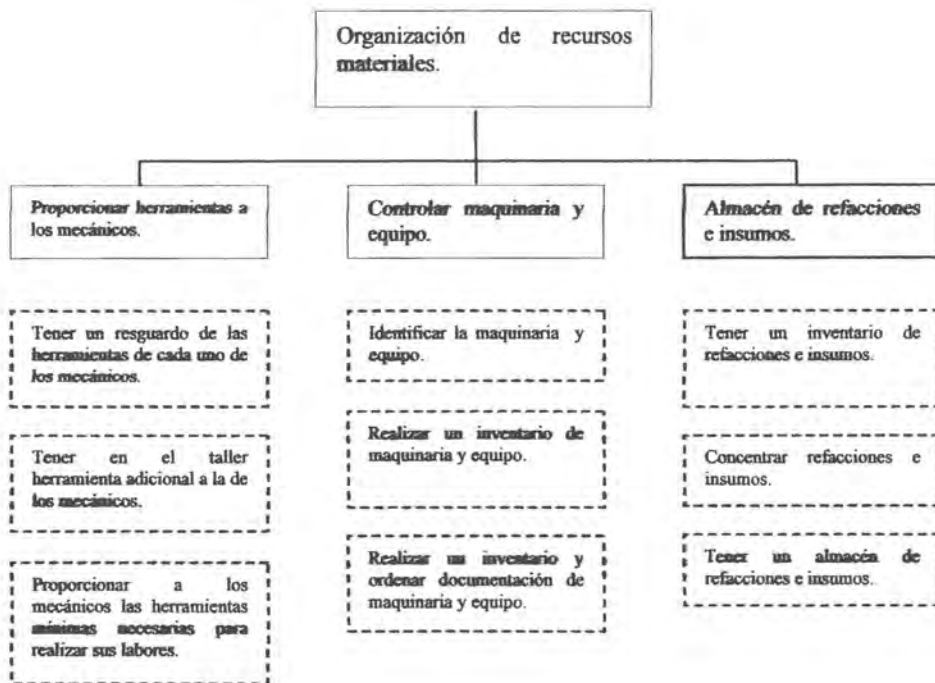 Organización de recursos
materiales.
Proporcionar herramientas a
los mecánicos.
Controlar maquinaria y
equipo.
Almacén de refacciones
e insumos.
Tener un resguardo de las
herramientas de cada uno de
los mecánicos.
Tener en el taller
herramienta adicional a la de
los mecánicos.
Proporcionar a los
mecánicos las herramientas
mínimas necesarias para
realizar sus labores.
Identificar la maquinaria y
equipo.
Realizar un inventario de
maquinaria y equipo.
Realizar un inventario y
ordenar documentación de
maquinaria y equipo.
Tener un inventario de
refacciones e insumos.
Concentrar refacciones e
insumos.
Tener un almacén de
refacciones e insumos.